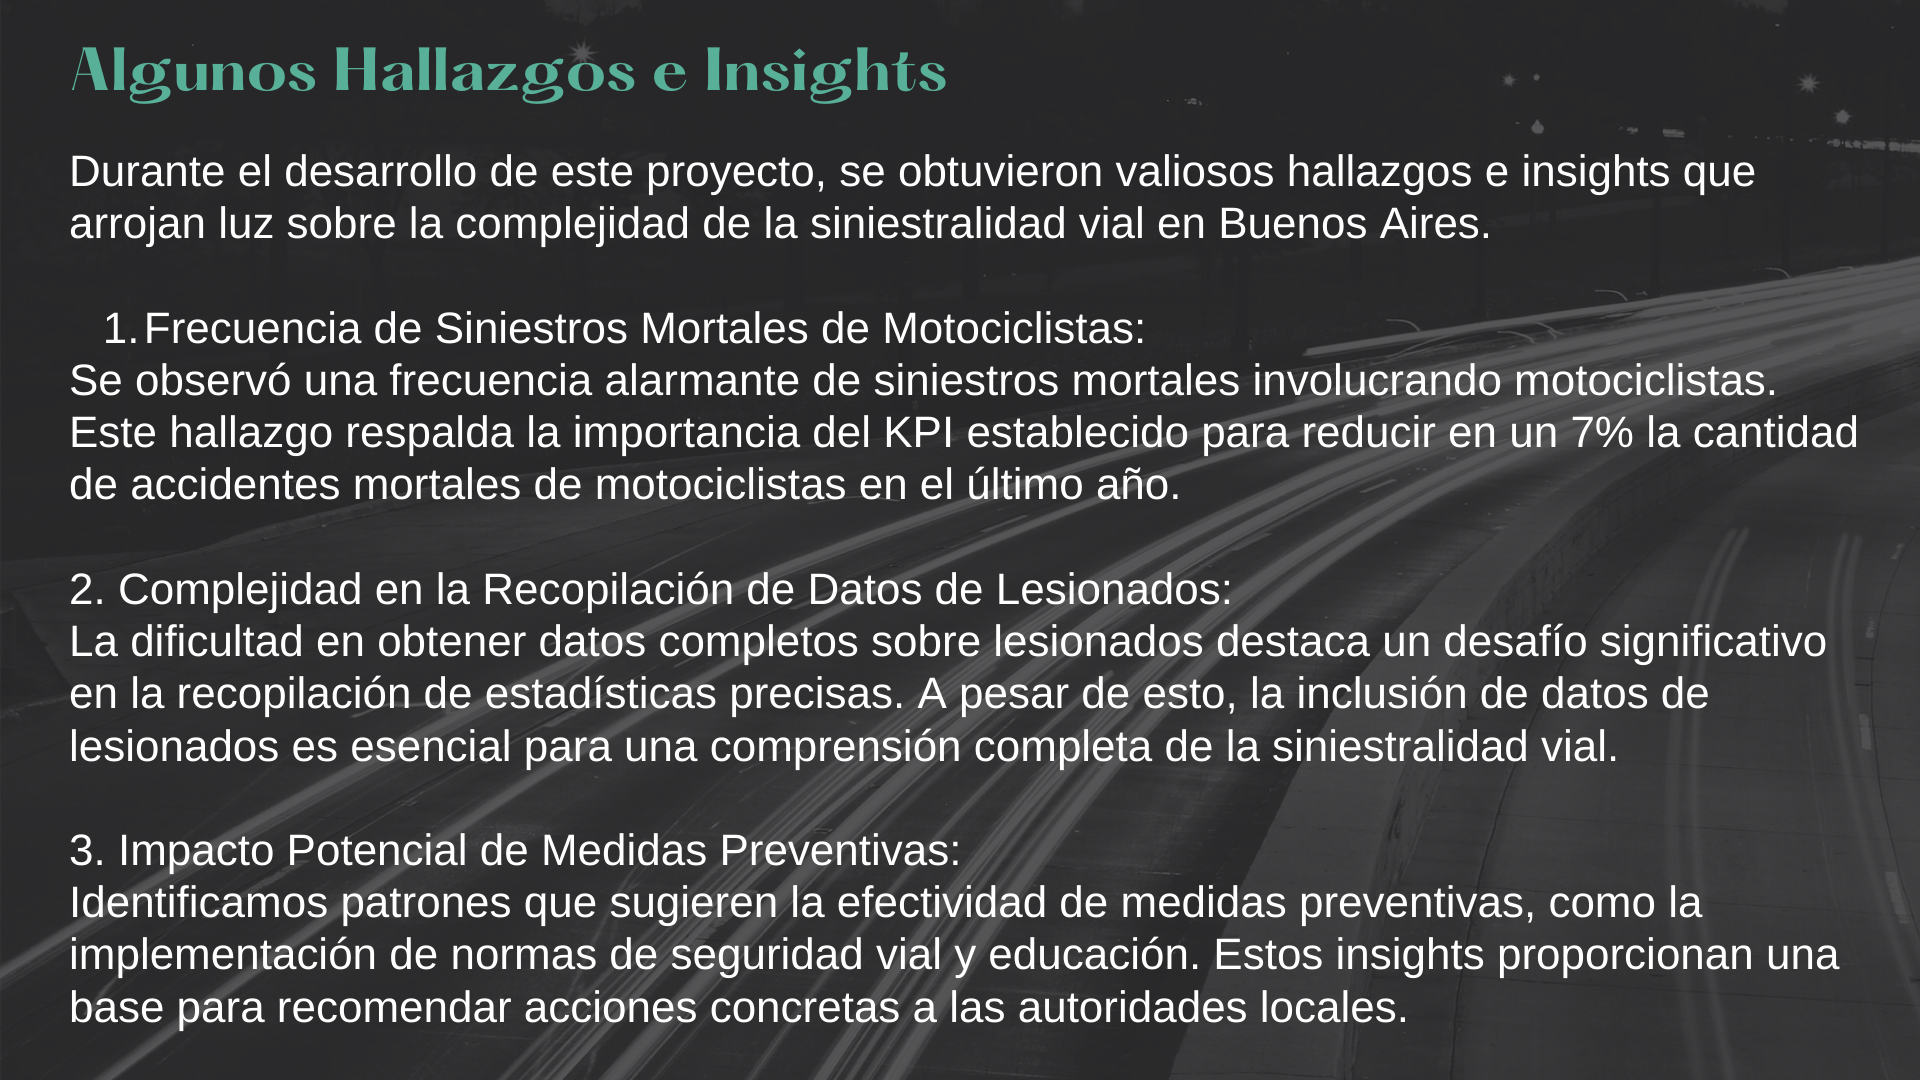 Algunos Hallazgos e Insights
Durante el desarrollo de este proyecto, se obtuvieron valiosos hallazgos e insights que
arrojan luz sobre la complejidad de la siniestralidad vial en Buenos Aires.
1. Frecuencia de Siniestros Mortales de Motociclistas:
Se observó una frecuencia alarmante de siniestros mortales involucrando motociclistas.
Este hallazgo respalda la importancia del KPI establecido para reducir en un 7% la cantidad
de accidentes mortales de motociclistas en el último año.
2. Complejidad en la Recopilación de Datos de Lesionados:
La dificultad en obtener datos completos sobre lesionados destaca un desafío significativo
en la recopilación de estadísticas precisas. A pesar de esto, la inclusión de datos de
lesionados es esencial para una comprensión completa de la siniestralidad vial.
3. Impacto Potencial de Medidas Preventivas:
Identificamos patrones que sugieren la efectividad de medidas preventivas, como la
implementación de normas de seguridad vial y educación. Estos insights proporcionan una
base para recomendar acciones concretas a las autoridades locales.